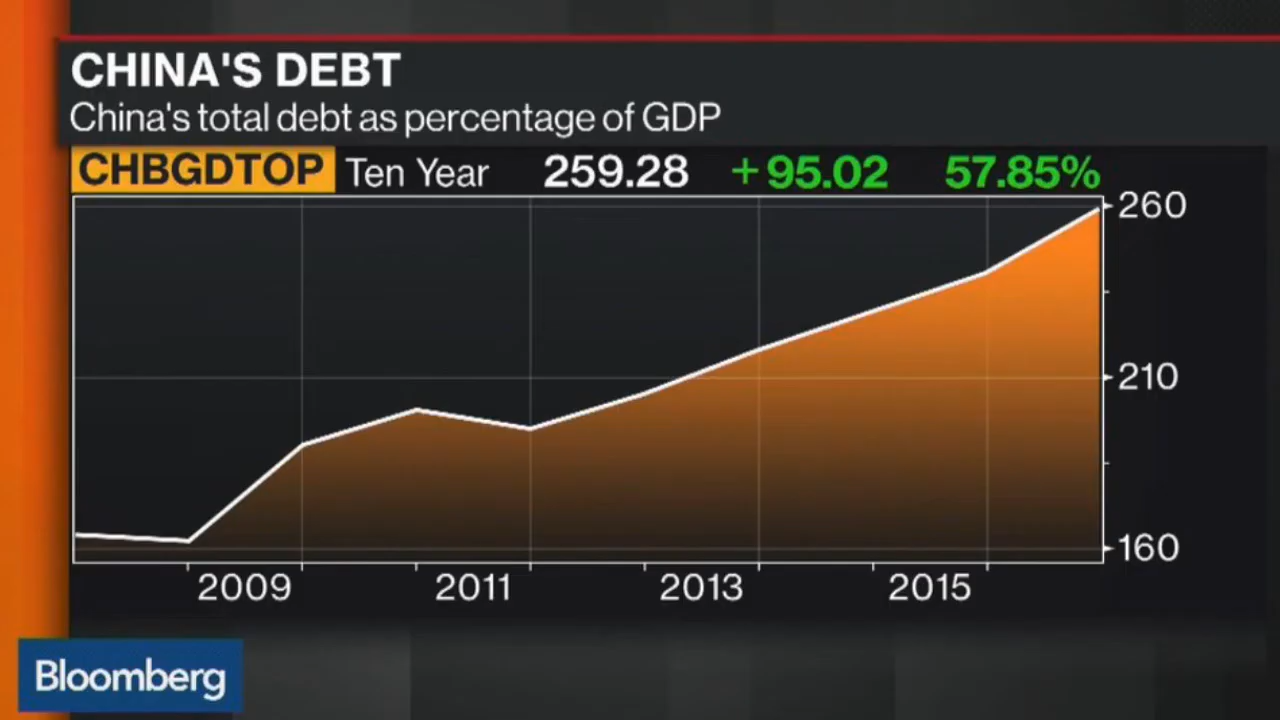 CHINA'S DEBT
China's total debt as percentage of GDP
CHBGDTOP Ten Year 259.28 +95.02 57.85%
260
210
160
2009 2011 2013 2015
Bloomberg